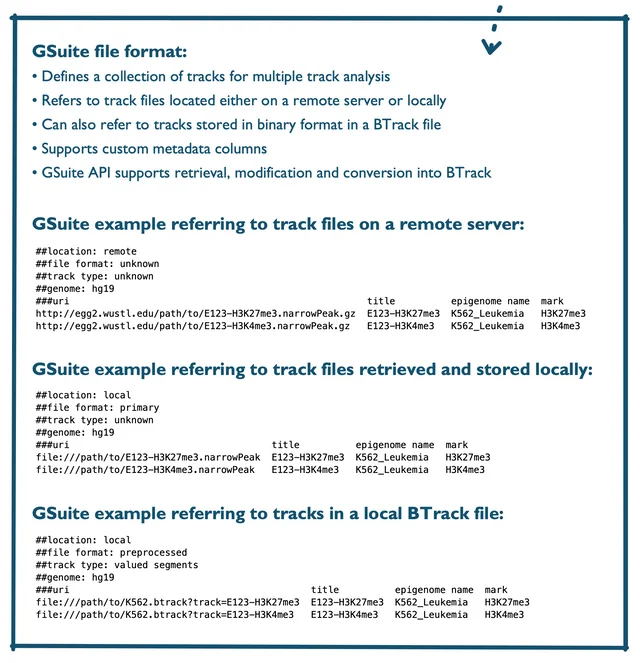 GSuite file format:
• Defines a collection of tracks for multiple track analysis
• Refers to track files located either on a remote server or locally
• Can also refer to tracks stored in binary format in a BTrack file
• Supports custom metadata columns
• GSuite API supports retrieval, modification and conversion into BTrack
GSuite example referring to track files on a remote server:
##location: remote
##file format: unknown
##track type: unknown
##genome: hg19
###uri title epigenome name mark
http://egg2.wustl.edu/path/to/E123-H3K27me3.narrowPeak.gz E123-H3K27me3 K562_Leukemia H3K27me3
http://egg2.wustl.edu/path/to/E123-H3K4me3.narrowPeak.gz E123-H3K4me3 K562_Leukemia H3K4me3
GSuite example referring to track files retrieved and stored locally:
##location: local
##file format: primary
##track type: unknown
##genome: hg19
###uri title epigenome name mark
file:///path/to/E123-H3K27me3.narrowPeak E123-H3K27me3 K562_Leukemia H3K27me3
file:///path/to/E123-H3K4me3.narrowPeak E123-H3K4me3 K562_Leukemia H3K4me3
GSuite example referring to tracks in a local BTrack file:
##location: local
##file format: preprocessed
##track type: valued segments
##genome: hg19
###uri title epigenome name mark
file:///path/to/K562.btrack?track=E123-H3K27me3 E123-H3K27me3 K562_Leukemia H3K27me3
file:///path/to/K562.btrack?track=E123-H3K4me3 E123-H3K4me3 K562_Leukemia H3K4me3